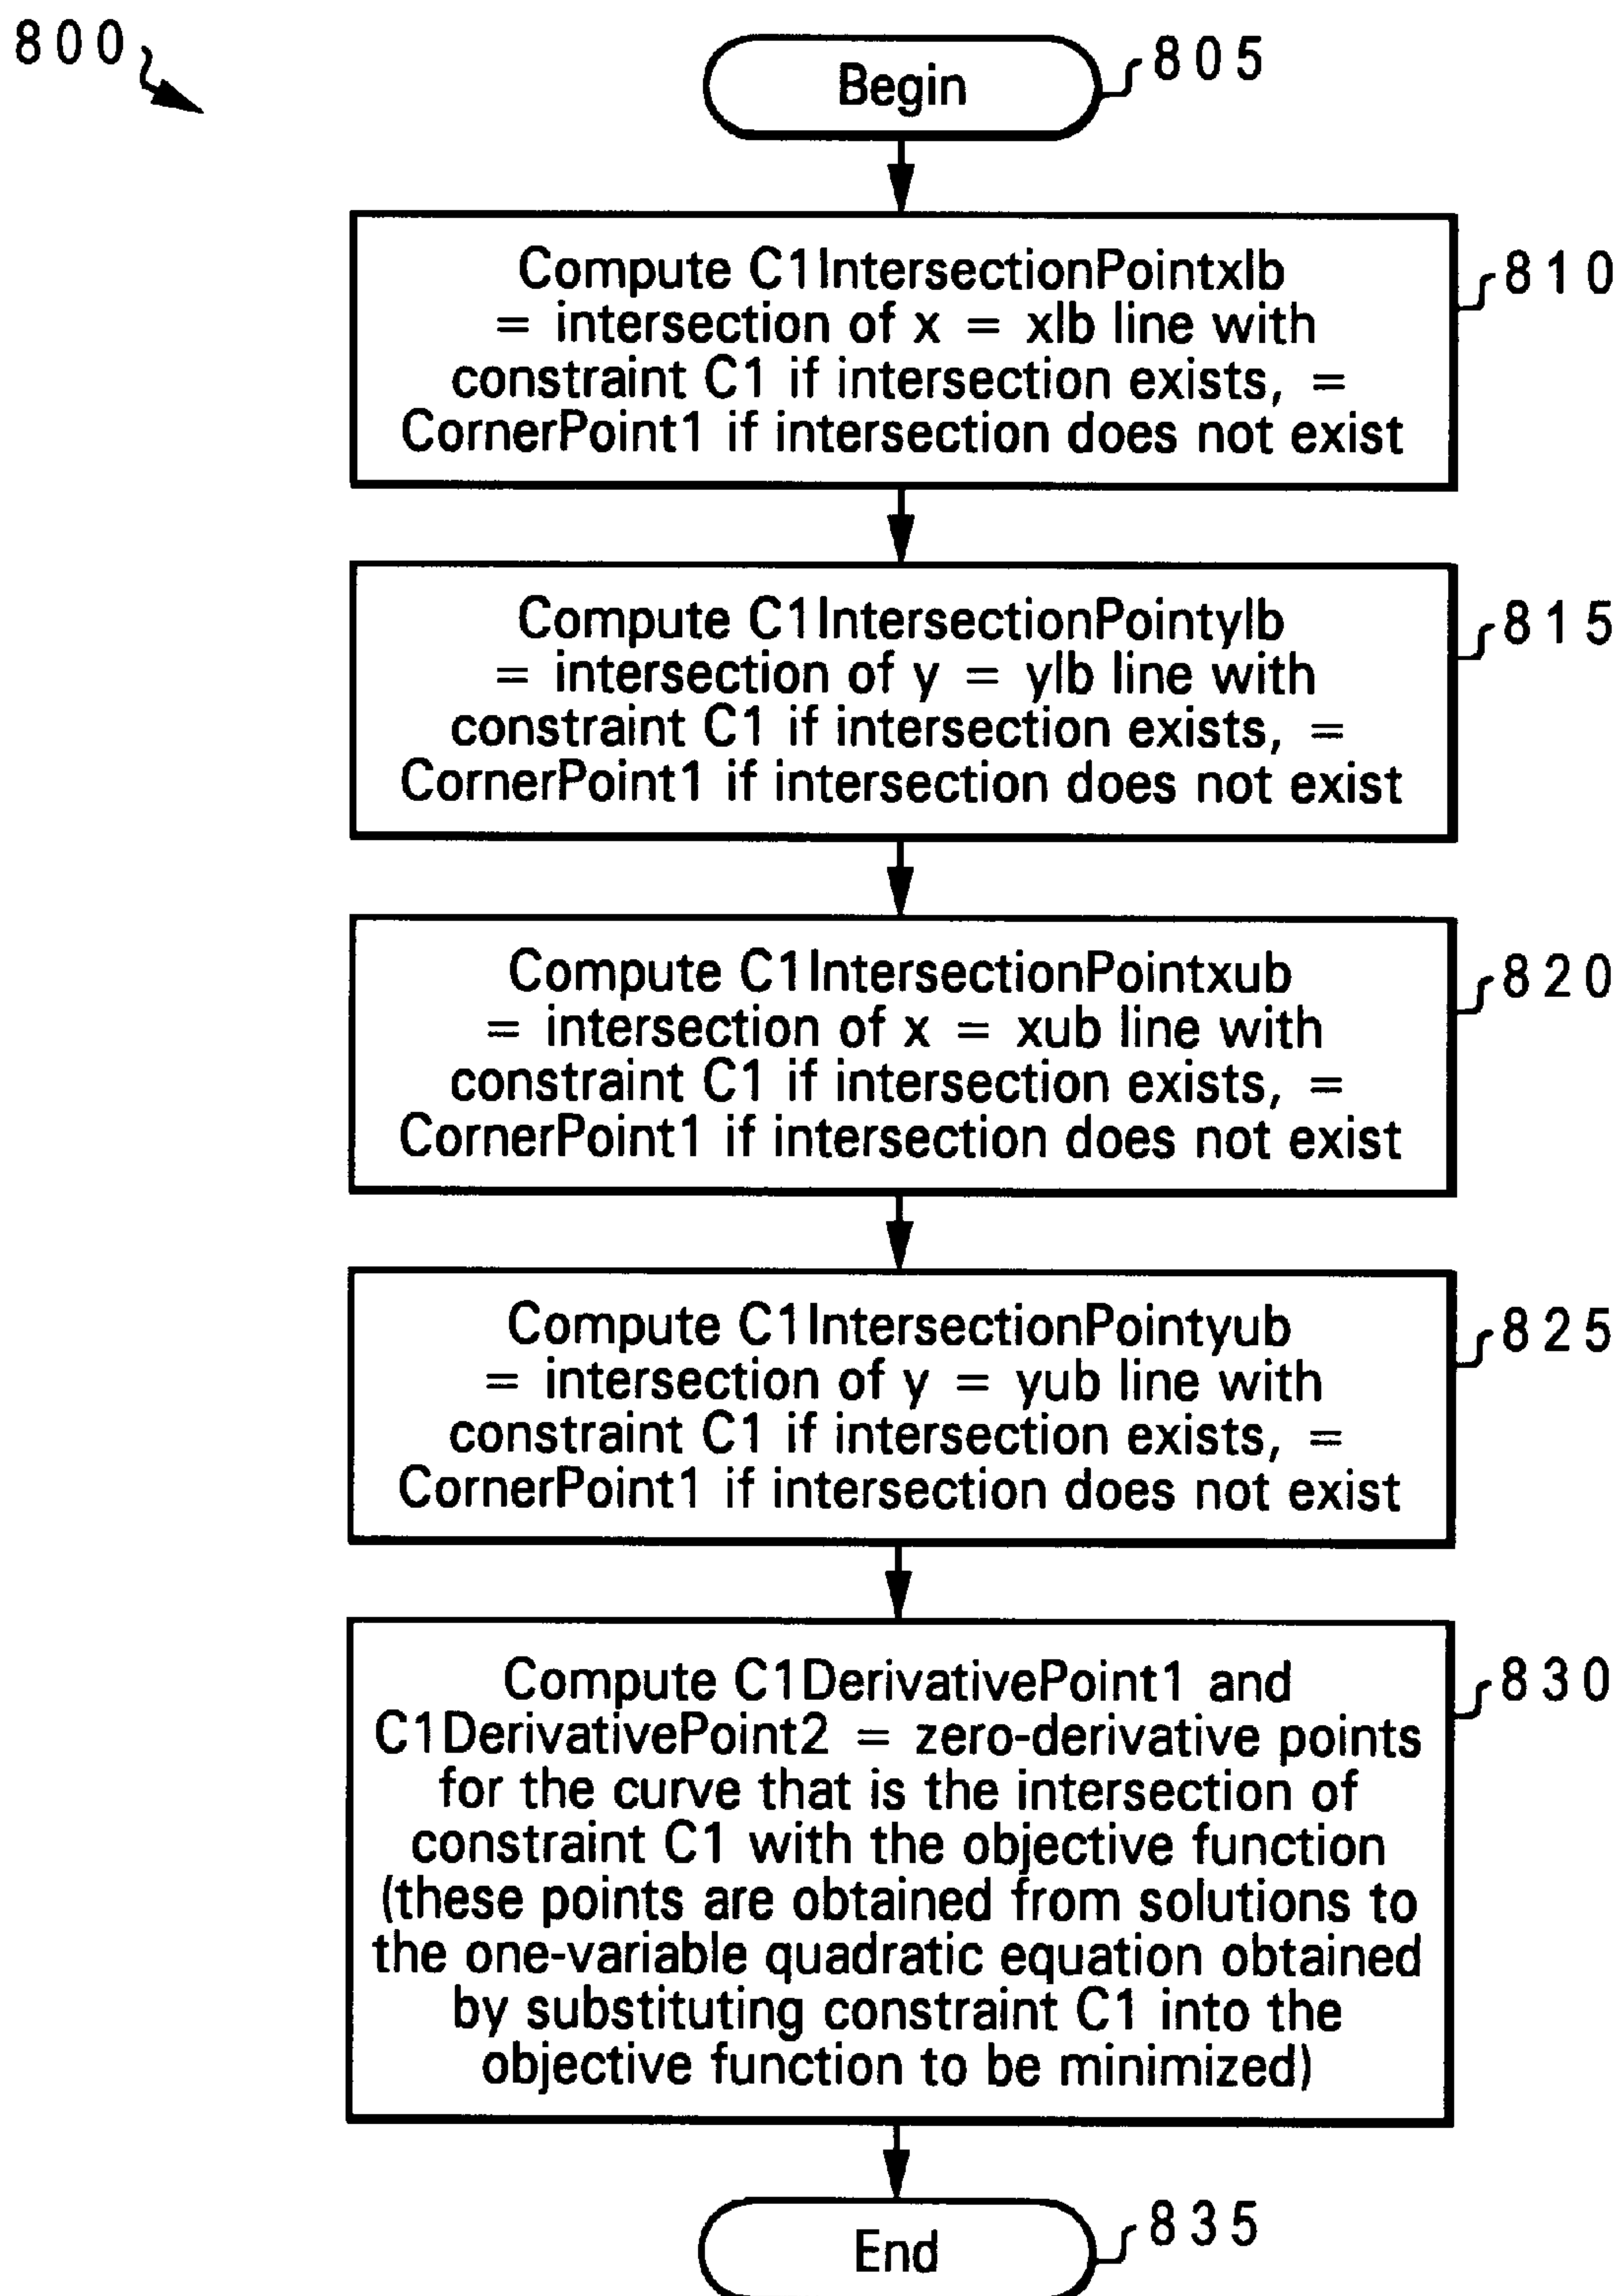 800
Begin
805
Compute C1IntersectionPointxlb
= intersection of x = xlb line with
constraint C1 if intersection exists, =
CornerPoint1 if intersection does not exist
810
Compute C1IntersectionPointylb
= intersection of y = ylb line with
constraint C1 if intersection exists, =
CornerPoint1 if intersection does not exist
815
Compute C1IntersectionPointxub
= intersection of x = xub line with
constraint C1 if intersection exists, =
CornerPoint1 if intersection does not exist
820
Compute C1IntersectionPointyub
= intersection of y = yub line with
constraint C1 if intersection exists, =
CornerPoint1 if intersection does not exist
825
Compute C1DerivativePoint1 and
C1DerivativePoint2 = zero-derivative points
for the curve that is the intersection of
constraint C1 with the objective function
(these points are obtained from solutions to
the one-variable quadratic equation obtained
by substituting constraint C1 into the
objective function to be minimized)
830
End
835